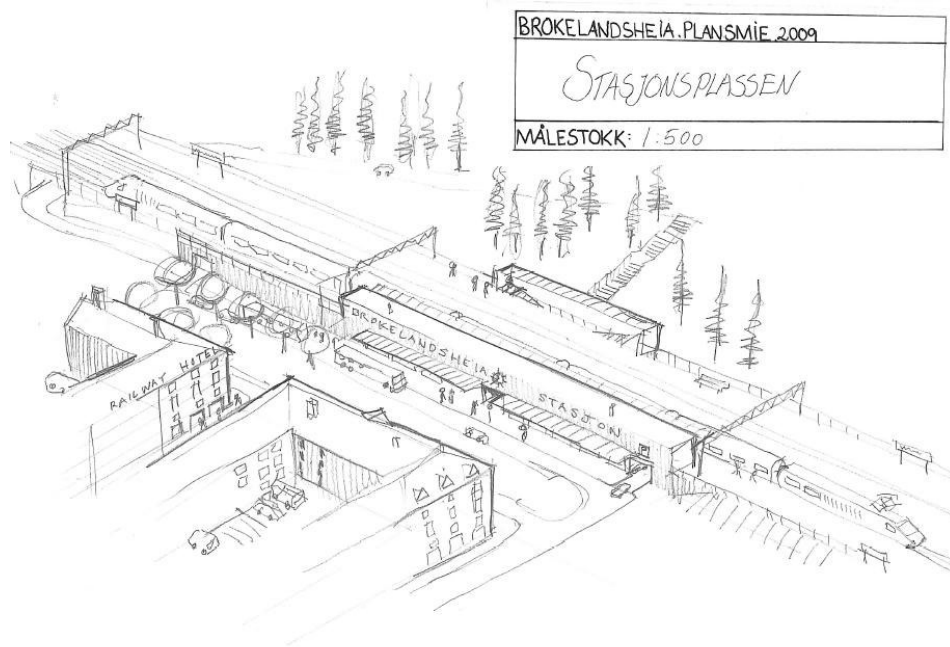 BROKELANDSHEIA.PLANSMIE 2009
STASJONSPLASSEN
MÅLESTOKK: 1:500
BROKELANDSHEIA
STASJON
RAILWAY HOTEL